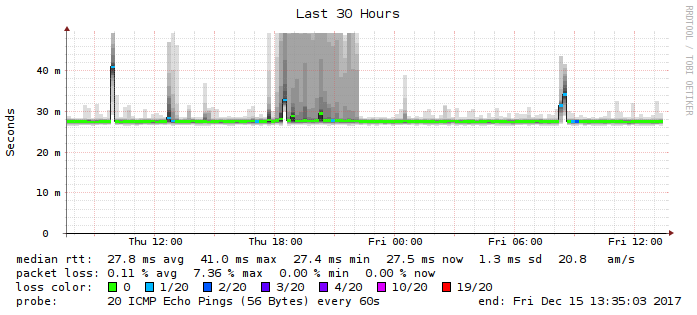 Last 30 Hours
RRDTOOL / TOBI OETIKER
Seconds
40 m
30 m
20 m
10 m
0
Thu 12:00 Thu 18:00 Fri 00:00 Fri 06:00 Fri 12:00
median rtt: 27.8 ms avg 41.0 ms max 27.4 ms min 27.5 ms now 1.3 ms sd 20.8 am/s
packet loss: 0.11 % avg 7.36 % max 0.00 % min 0.00 % now
loss color: 0 1/20 2/20 3/20 4/20 10/20 19/20
probe: 20 ICMP Echo Pings (56 Bytes) every 60s end: Fri Dec 15 13:35:03 2017